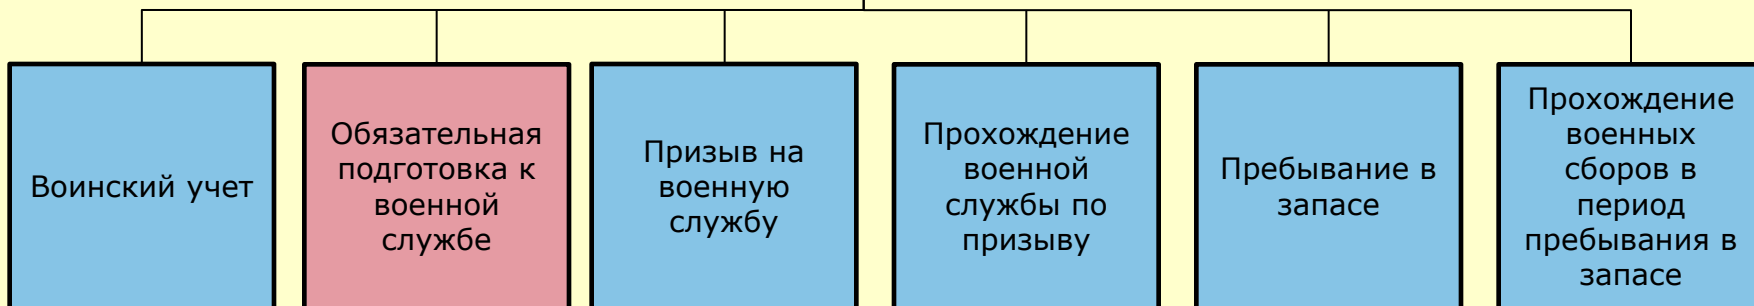 Воинский учет
Обязательная
подготовка к
военной
службе
Призыв на
военную
службу
Прохождение
военной
службы по
призыву
Пребывание в
запасе
Прохождение
военных
сборов в
период
пребывания в
запасе